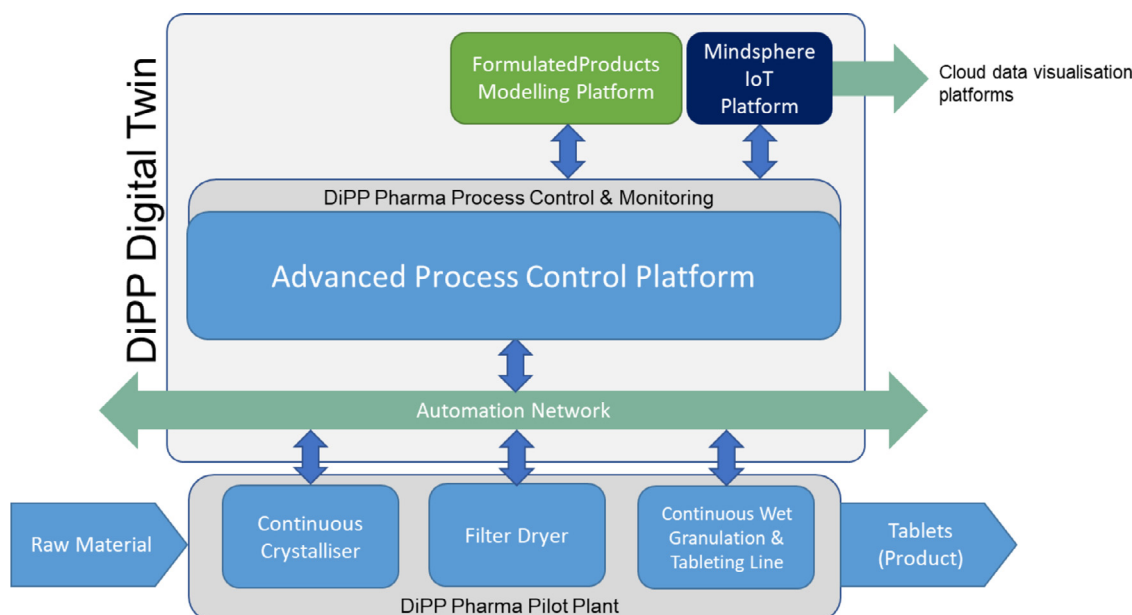 DiPP Digital Twin
FormulatedProducts
Modelling Platform
Mindsphere
IoT
Platform
Cloud data visualisation
platforms
DiPP Pharma Process Control & Monitoring
Advanced Process Control Platform
Automation Network
Raw Material
Continuous
Crystalliser
Filter Dryer
Continuous Wet
Granulation &
Tableting Line
Tablets
(Product)
DiPP Pharma Pilot Plant